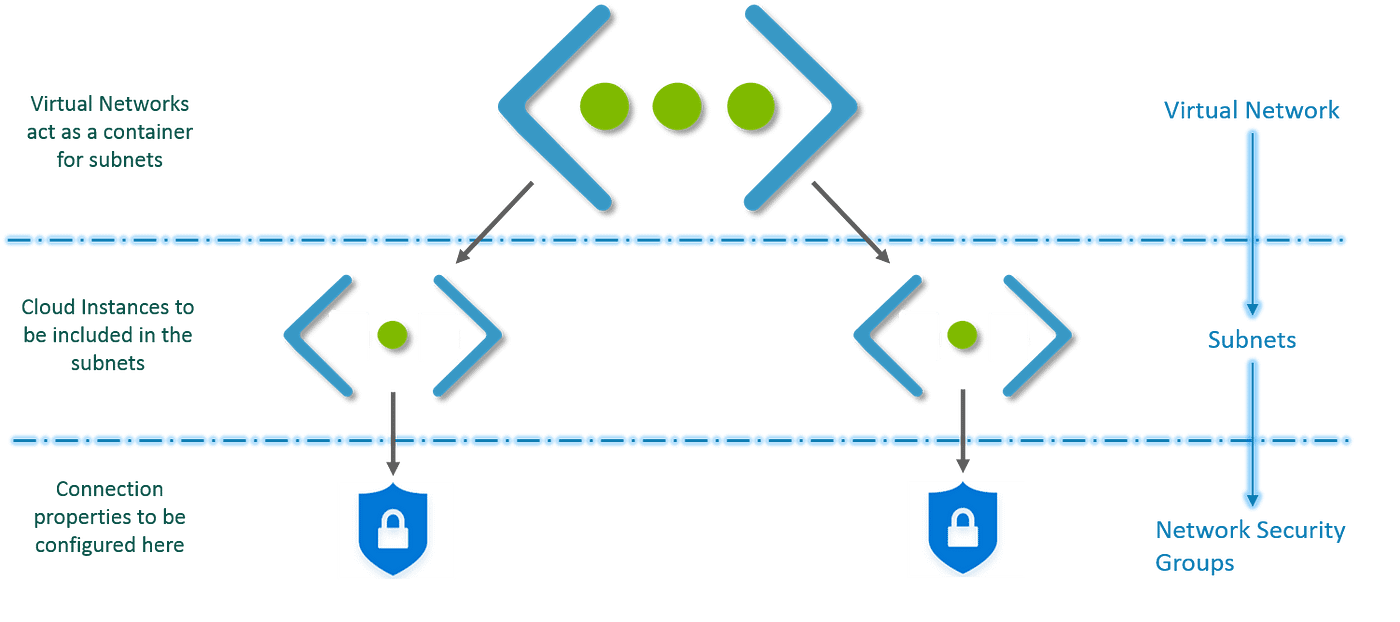 Virtual Networks
act as a container
for subnets
Virtual Network
Cloud Instances to
be included in the
subnets
Subnets
Connection
properties to be
configured here
Network Security
Groups